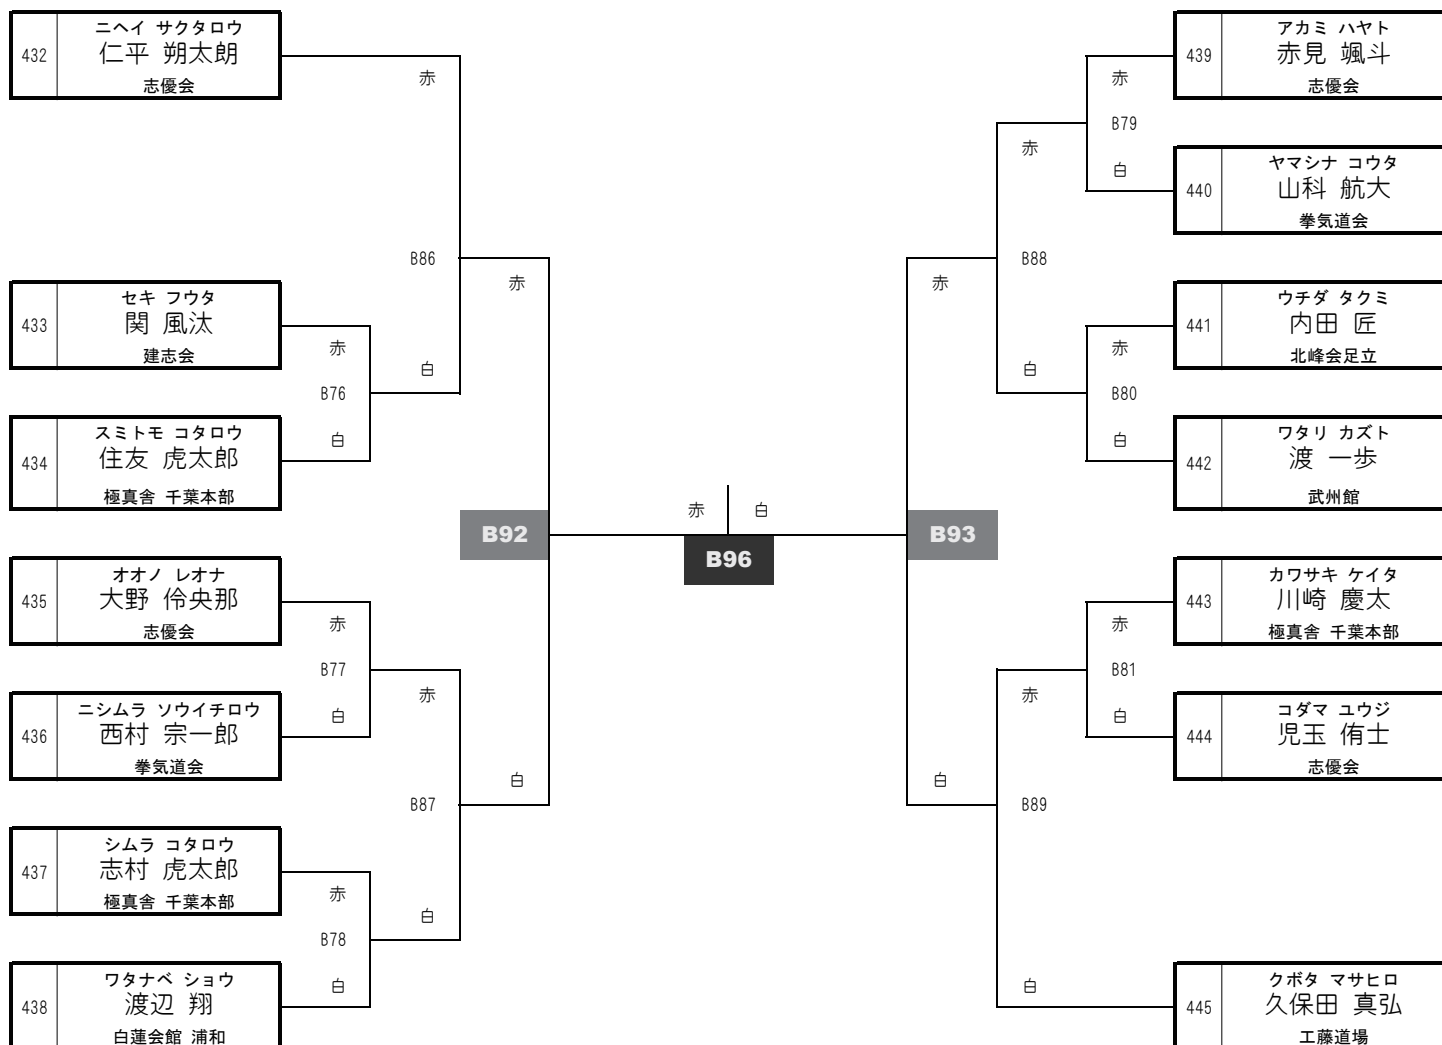 ニヘイ サクタロウ
432 仁平 朔太朗
志優会
赤
B86
赤
セキ フウタ
433 関 風汰
建志会
赤
白
B76
スミトモ コタロウ
434 住友 虎太郎
極真舎 千葉本部
白
B92
オオノ レオナ
435 大野 伶央那
志優会
赤
B77
赤
ニシムラ ソウイチロウ
436 西村 宗一郎
拳気道会
白
白
B87
シムラ コタロウ
437 志村 虎太郎
極真舎 千葉本部
赤
白
B78
ワタナベ ショウ
438 渡辺 翔
白蓮会館 浦和
白
赤 白
B96
アカミ ハヤト
439 赤見 颯斗
志優会
赤
B79
赤
ヤマシナ コウタ
440 山科 航大
拳気道会
白
B88
赤
ウチダ タクミ
441 内田 匠
北峰会足立
赤
白
B80
ワタリ カズト
442 渡 一歩
武州館
白
B93
カワサキ ケイタ
443 川崎 慶太
極真舎 千葉本部
赤
B81
赤
コダマ ユウジ
444 児玉 侑士
志優会
白
白
B89
クボタ マサヒロ
445 久保田 真弘
工藤道場
白